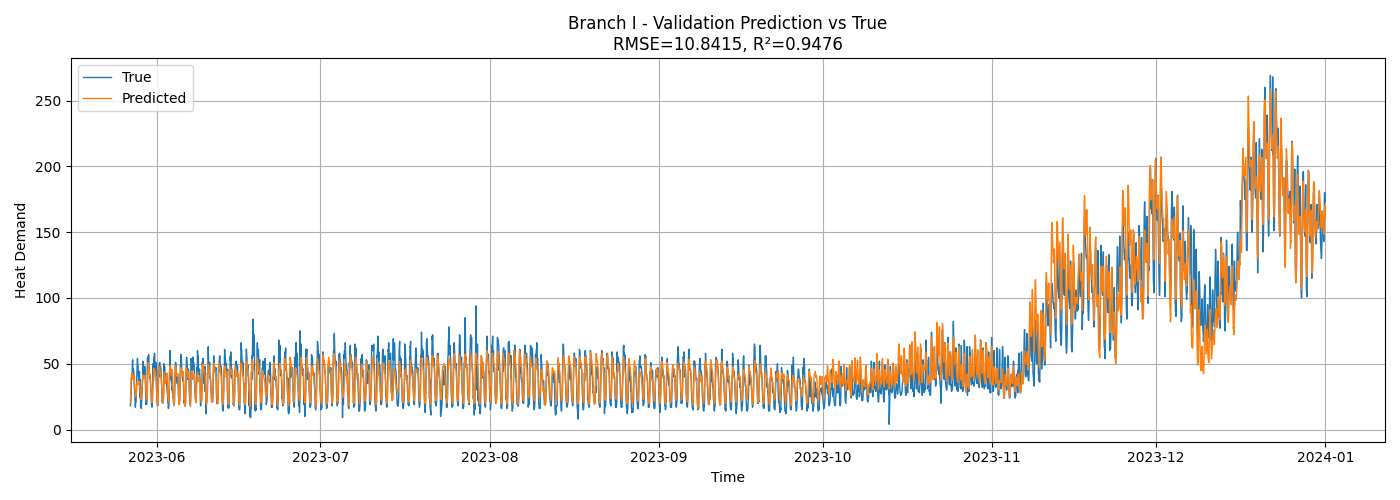 Branch I - Validation Prediction vs True
RMSE=10.8415, R²=0.9476
True
Predicted
Heat Demand
250
200
150
100
50
0
2023-06
2023-07
2023-08
2023-09
2023-10
2023-11
2023-12
2024-01
Time